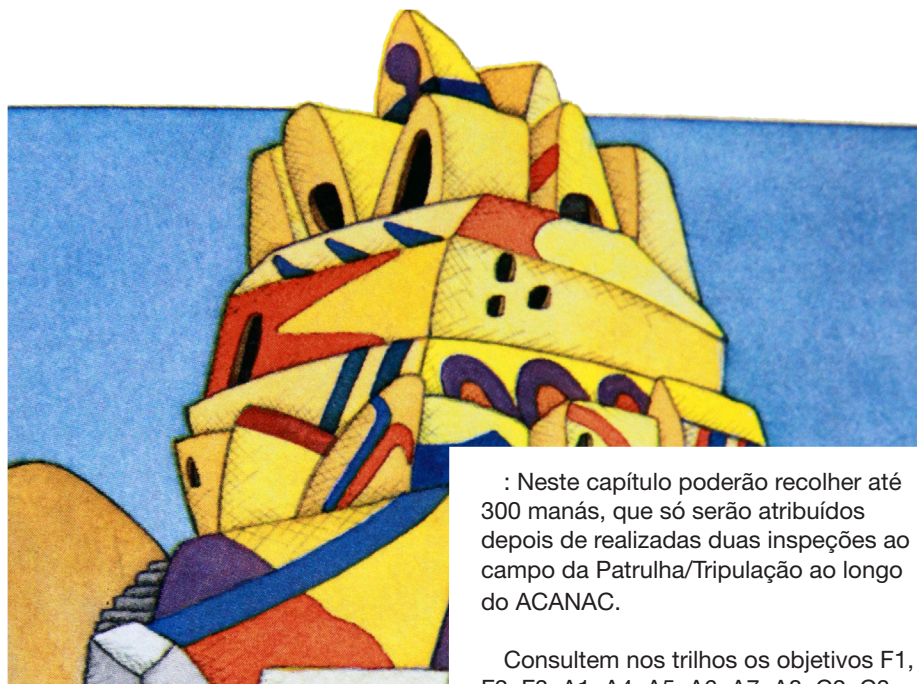 : Neste capítulo poderão recolher até
300 manás, que só serão atribuídos
depois de realizadas duas inspeções ao
campo da Patrulha/Tripulação ao longo
do ACANAC.
Consultem nos trilhos os objetivos F1,